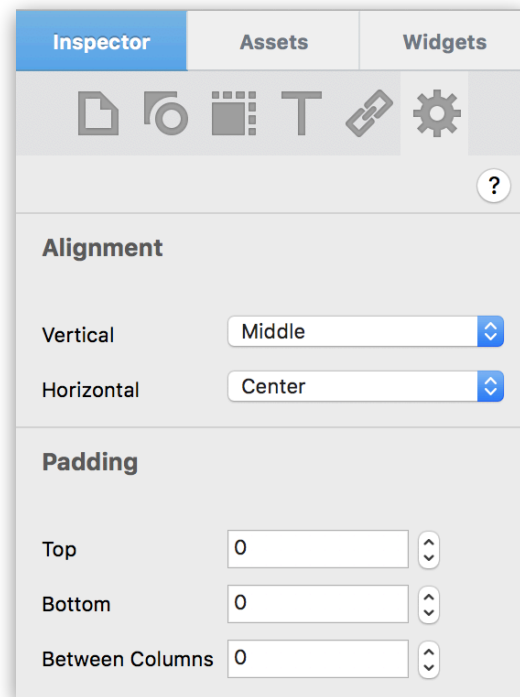 Inspector Assets Widgets
?
Alignment
Vertical Middle
Horizontal Center
Padding
Top 0
Bottom 0
Between Columns 0